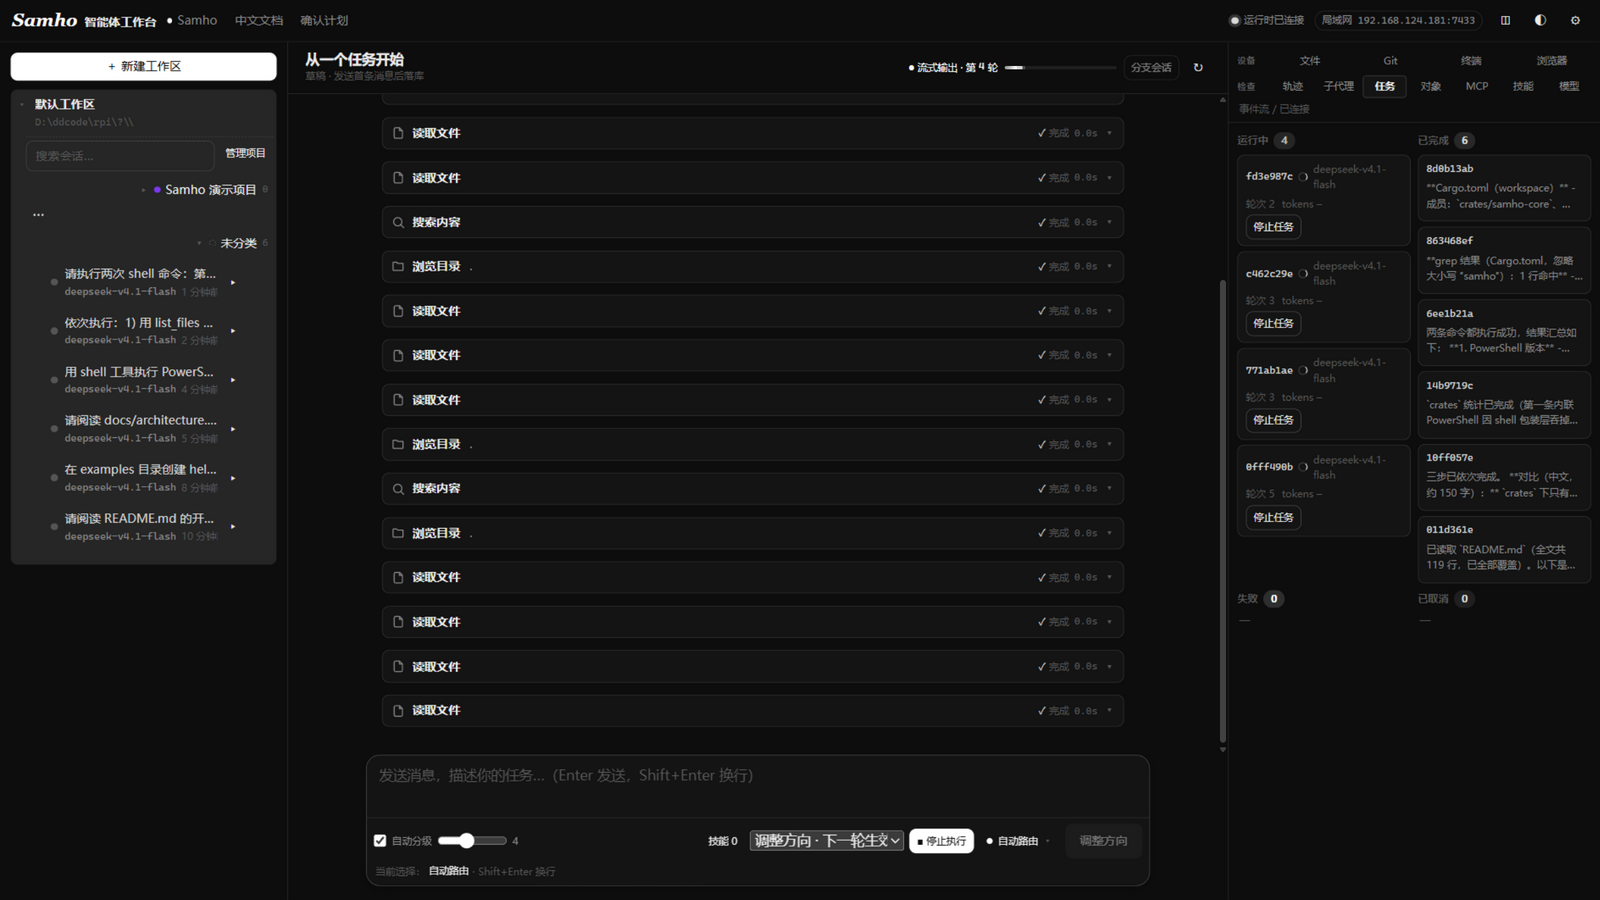 Samho 智能体工作台 Samho 中文文档 确认计划
运行时已连接 局域网 192.168.124.181:7433
+ 新建工作区
默认工作区
D:\ddcode\rpi\?\\
搜索会话... 管理项目
Samho 演示项目 0
...
未分类 6
请执行两次 shell 命令：第...
deepseek-v4.1-flash 1 分钟前
依次执行：1) 用 list_files ...
deepseek-v4.1-flash 2 分钟前
用 shell 工具执行 PowerS...
deepseek-v4.1-flash 4 分钟前
请阅读 docs/architecture....
deepseek-v4.1-flash 5 分钟前
在 examples 目录创建 hel...
deepseek-v4.1-flash 8 分钟前
请阅读 README.md 的开...
deepseek-v4.1-flash 10 分钟
从一个任务开始
草稿 · 发送首条消息后落库
流式输出 · 第 4 轮 分支会话
读取文件 ✓ 完成 0.0s
读取文件 ✓ 完成 0.0s
搜索内容 ✓ 完成 0.0s
浏览目录 . ✓ 完成 0.0s
读取文件 ✓ 完成 0.0s
读取文件 ✓ 完成 0.0s
读取文件 ✓ 完成 0.0s
浏览目录 . ✓ 完成 0.0s
搜索内容 ✓ 完成 0.0s
浏览目录 . ✓ 完成 0.0s
读取文件 ✓ 完成 0.0s
读取文件 ✓ 完成 0.0s
读取文件 ✓ 完成 0.0s
读取文件 ✓ 完成 0.0s
发送消息，描述你的任务...（Enter 发送，Shift+Enter 换行）
自动分级 4
技能 0 调整方向 · 下一轮生效 停止执行 自动路由 调整方向
当前选择： 自动路由 · Shift+Enter 换行
设备 文件 Git 终端 浏览器
检查 轨迹 子代理 任务 对象 MCP 技能 模型
事件流 / 已连接
运行中 4
fd3e987c deepseek-v4.1-
flash
轮次 2 tokens –
停止任务
c462c29e deepseek-v4.1-
flash
轮次 3 tokens –
停止任务
771ab1ae deepseek-v4.1-
flash
轮次 3 tokens –
停止任务
0fff490b deepseek-v4.1-
flash
轮次 5 tokens –
停止任务
已完成 6
8d0b13ab
**Cargo.toml（workspace）** -
成员：`crates/samho-core`、...
863468ef
**grep 结果（Cargo.toml，忽略
大小写 "samho"）：1 行命中** -...
6ee1b21a
两条命令都执行成功，结果汇总如
下： **1. PowerShell 版本** -...
14b9719c
`crates` 统计已完成（第一条内联
PowerShell 因 shell 包装层吞掉...
10ff057e
三步已依次完成。 **对比（中文，
约 150 字）：** `crates` 下只有...
011d361e
已读取 `README.md`（全文共
119 行，已全部覆盖）。以下是...
失败 0
—
已取消 0
—